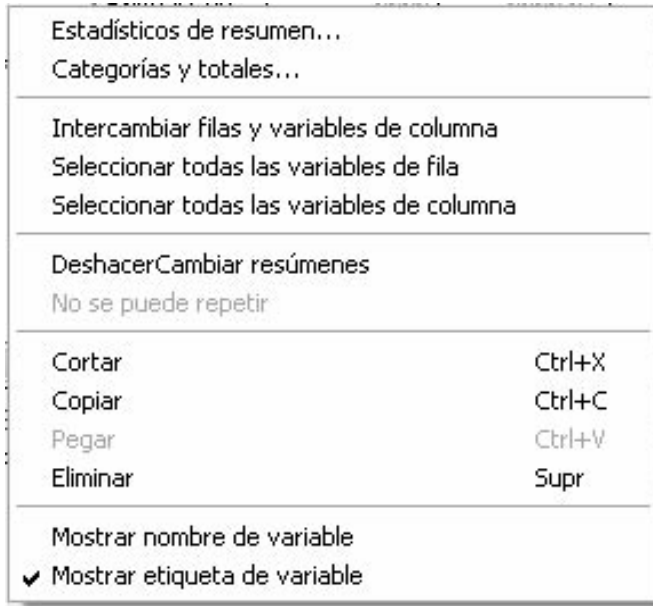 Estadísticos de resumen...
Categorías y totales...
Intercambiar filas y variables de columna
Seleccionar todas las variables de fila
Seleccionar todas las variables de columna
DeshacerCambiar resúmenes
No se puede repetir
Cortar Ctrl+X
Copiar Ctrl+C
Pegar Ctrl+V
Eliminar Supr
Mostrar nombre de variable
Mostrar etiqueta de variable